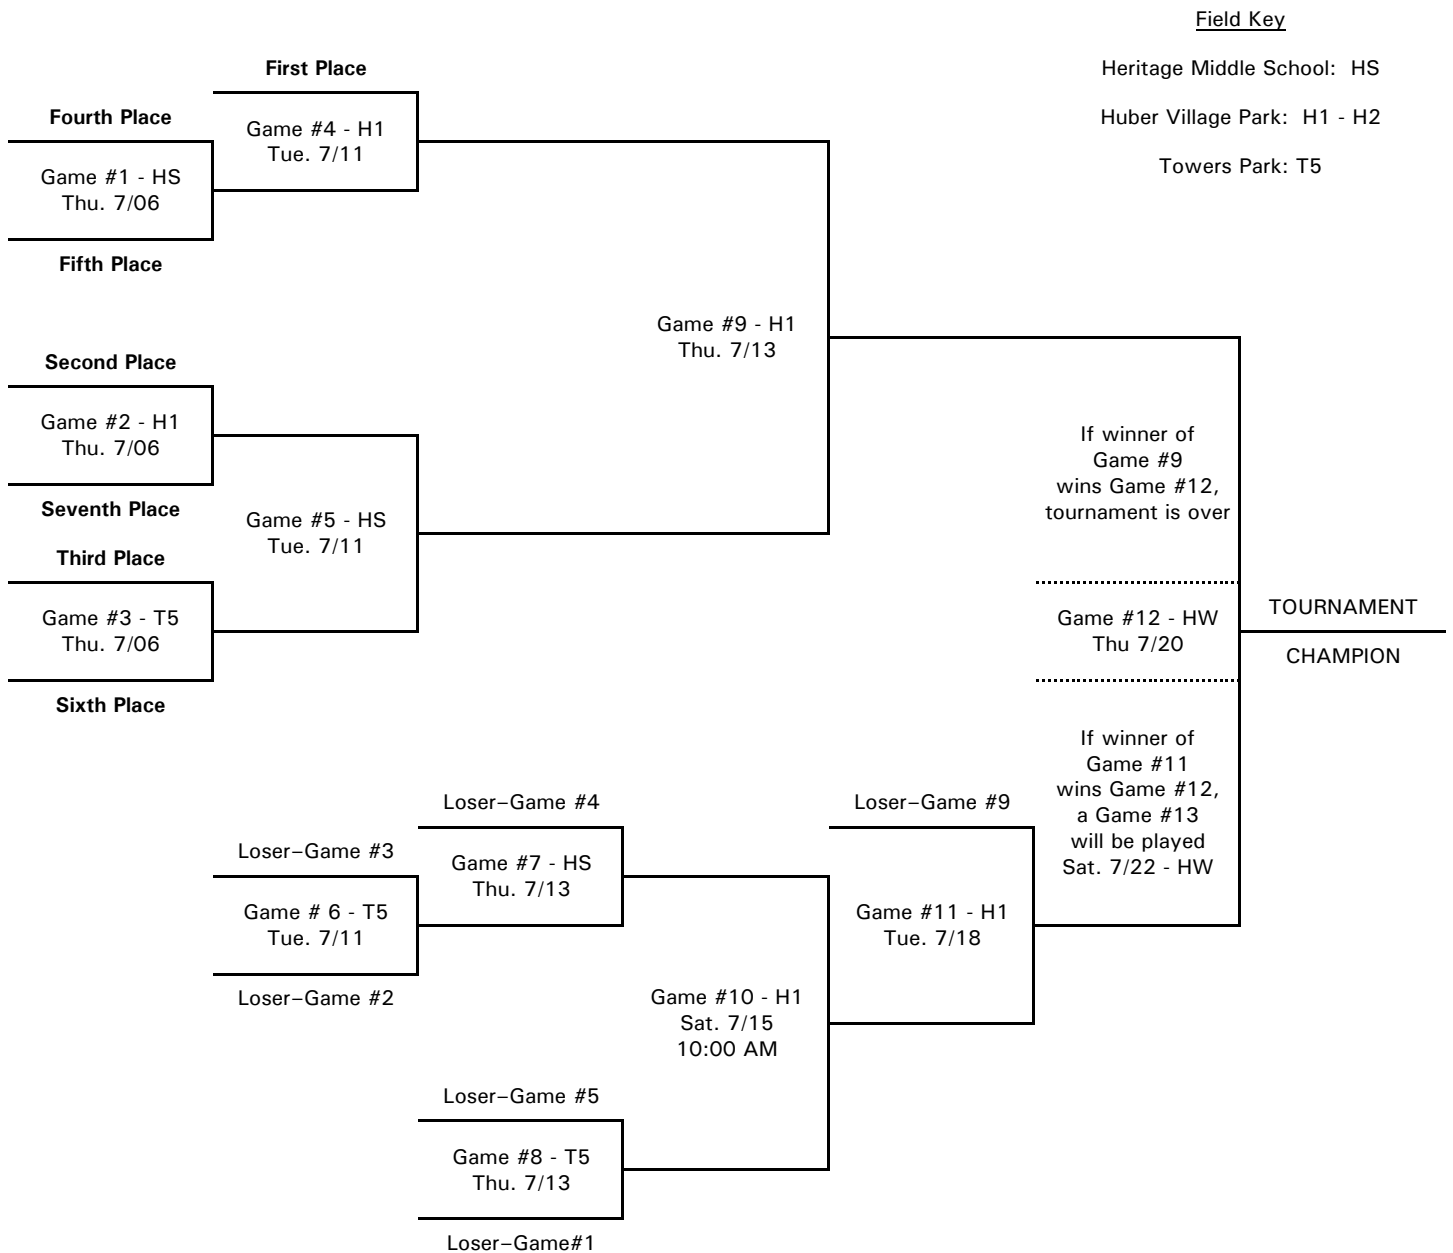 Field Key
Heritage Middle School:  HS
Huber Village Park:  H1 - H2
Towers Park: T5
First Place
Fourth Place
Game #4 - H1
Tue. 7/11
Game #1 - HS
Thu. 7/06
Fifth Place
Game #9 - H1
Thu. 7/13
Second Place
Game #2 - H1
Thu. 7/06
Seventh Place
Game #5 - HS
Tue. 7/11
Third Place
Game #3 - T5
Thu. 7/06
Sixth Place
If winner of
Game #9
wins Game #12,
tournament is over
Game #12 - HW
Thu 7/20
TOURNAMENT
CHAMPION
If winner of
Game #11
wins Game #12,
a Game #13
will be played
Sat. 7/22 - HW
Loser–Game #4
Loser–Game #9
Loser–Game #3
Game #7 - HS
Thu. 7/13
Game # 6 - T5
Tue. 7/11
Game #11 - H1
Tue. 7/18
Loser–Game #2
Game #10 - H1
Sat. 7/15
10:00 AM
Loser–Game #5
Game #8 - T5
Thu. 7/13
Loser–Game#1